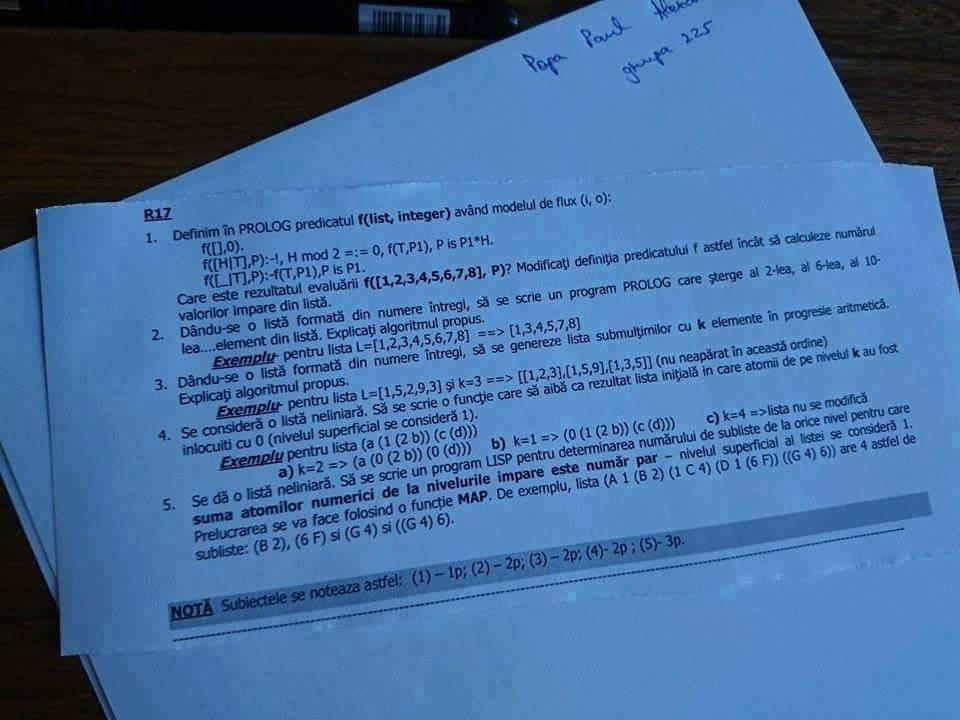 Popa Paul
grupa 225
R17
1. Definim în PROLOG predicatul f(list, integer) având modelul de flux (i, o):
f([],0).
f([H|T],P):-!, H mod 2 =:= 0, f(T,P1), P is P1*H.
f([_|T],P):-f(T,P1),P is P1.
Care este rezultatul evaluării f([1,2,3,4,5,6,7,8], P)? Modificaţi definiţia predicatului f astfel încât să calculeze numărul
valorilor impare din listă.
2. Dându-se o listă formată din numere întregi, să se scrie un program PROLOG care şterge al 2-lea, al 6-lea, al 10-
lea....element din listă. Explicaţi algoritmul propus.
Exemplu- pentru lista L=[1,2,3,4,5,6,7,8] ==> [1,3,4,5,7,8]
3. Dându-se o listă formată din numere întregi, să se genereze lista submulţimilor cu k elemente în progresie aritmetică.
Explicaţi algoritmul propus.
Exemplu- pentru lista L=[1,5,2,9,3] şi k=3 ==> [[1,2,3],[1,5,9],[1,3,5]] (nu neapărat în această ordine)
4. Se consideră o listă neliniară. Să se scrie o funcţie care să aibă ca rezultat lista iniţială in care atomii de pe nivelul k au fost
inlocuiti cu 0 (nivelul superficial se consideră 1).
Exemplu pentru lista (a (1 (2 b)) (c (d)))
a) k=2 => (a (0 (2 b)) (0 (d))) b) k=1 => (0 (1 (2 b)) (c (d))) c) k=4 =>lista nu se modifică
5. Se dă o listă neliniară. Să se scrie un program LISP pentru determinarea numărului de subliste de la orice nivel pentru care
suma atomilor numerici de la nivelurile impare este număr par – nivelul superficial al listei se consideră 1.
Prelucrarea se va face folosind o funcţie MAP. De exemplu, lista (A 1 (B 2) (1 C 4) (D 1 (6 F)) ((G 4) 6)) are 4 astfel de
subliste: (B 2), (6 F) si (G 4) si ((G 4) 6).
NOTĂ Subiectele se noteaza astfel: (1) – 1p; (2) – 2p; (3) – 2p; (4)- 2p ; (5)- 3p.